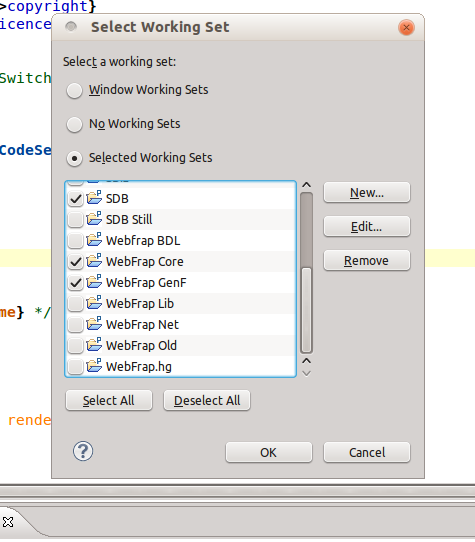 >copyright}
Select Working Set
icence
Select a working set:
Switch
Window Working Sets
No Working Sets
CodeSe
Selected Working Sets
SDB
New...
SDB Still
Edit...
Webfrap BDL
WebFrap Core
Remove
WebFrap GenF
WebFrap Lib
me} */
WebFrap Net
WebFrap Old
WebFrap.hg
Select All
Deselect All
rende
?
OK
Cancel